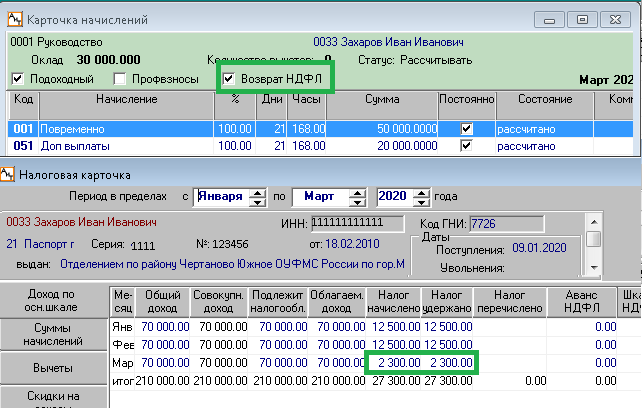 Карточка начислений
0001 Руководство 0033 Захаров Иван Иванович
Оклад 30 000.000 Количество вычетов: 0 Статус: Рассчитывать
Подоходный Профвзносы Возврат НДФЛ Март 202
Код Начисление % Дни Часы Сумма Постоянно Состояние Комм
001 Повременно 100.00 21 168.00 50 000.0000 рассчитано
051 Доп выплаты 100.00 21 168.00 20 000.0000 рассчитано
Налоговая карточка
Период в пределах с Января по Март 2020 года
0033 Захаров Иван Иванович ИНН: 111111111111 Код ГНИ: 7726
21 Паспорт г Серия: 1111 №: 123456 от: 18.02.2010 Даты
Поступления: 09.01.2020
выдан: Отделением по району Чертаново Южное ОУФМС России по гор.М Увольнения:
Доход по осн.шкале Ме-сяц Общий доход Совокупн. доход Подлежит налогообл. Облагаем. доход Налог начислено Налог удержано Налог перечислено Аванс НДФЛ Шка НДФ
Суммы начислений Янв 70 000.00 70 000.00 70 000.00 70 000.00 12 500.00 12 500.00 0.00
Фев 70 000.00 70 000.00 70 000.00 70 000.00 12 500.00 12 500.00 0.00
Вычеты Мар 70 000.00 70 000.00 70 000.00 70 000.00 2 300.00 2 300.00 0.00
итог 210 000.00 210 000.00 210 000.00 210 000.00 27 300.00 27 300.00 0.00 0.00
Скидки на